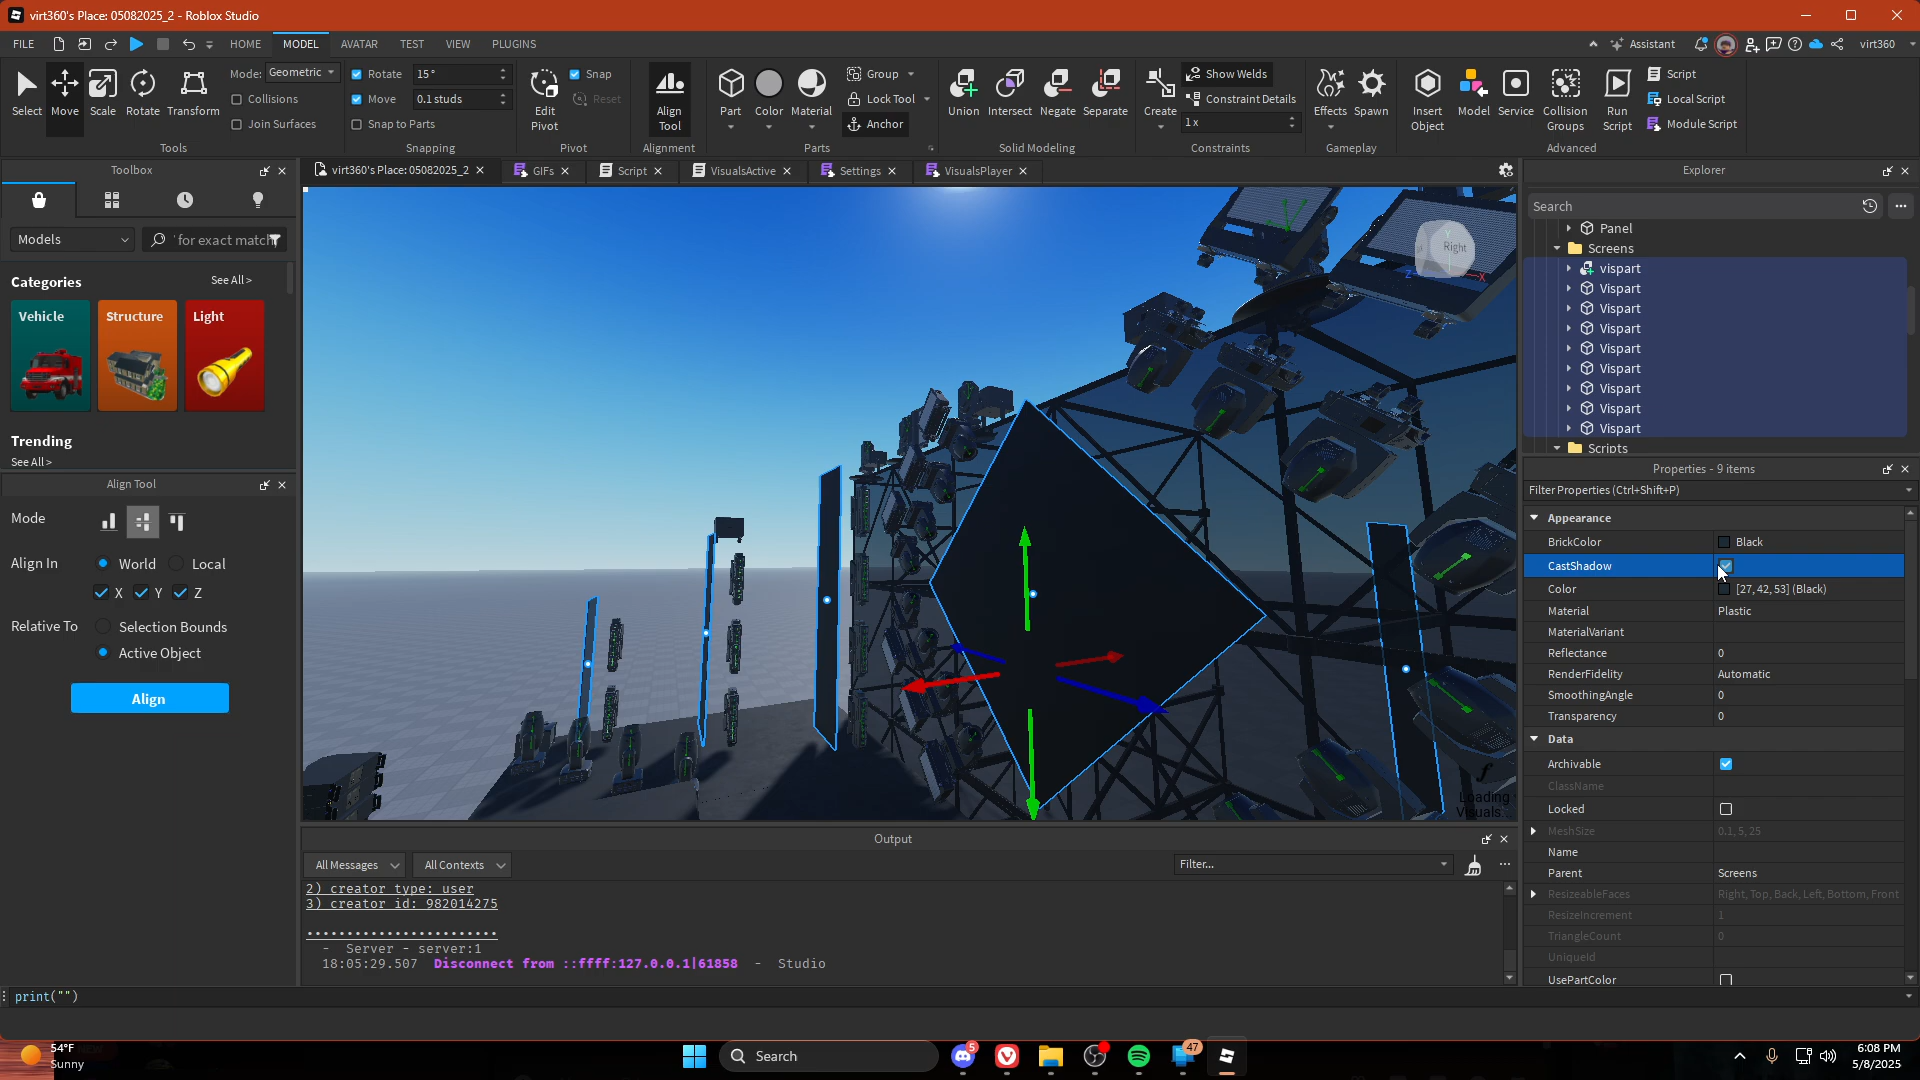 virt360's Place: 05082025_2 - Roblox Studio
FILE HOME MODEL AVATAR TEST VIEW PLUGINS Assistant virt360
Select Move Scale Rotate Transform
Mode: Geometric
Collisions
Join Surfaces
Tools
Rotate 15°
Move 0.1 studs
Snap to Parts
Snapping
Edit Pivot
Snap
Reset
Pivot
Align Tool
Alignment
Part Color Material
Group
Lock Tool
Anchor
Parts
Union Intersect Negate Separate
Solid Modeling
Create
Show Welds
Constraint Details
1x
Constraints
Effects Spawn
Gameplay
Insert Object
Model
Service
Collision Groups
Run Script
Script
Local Script
Module Script
Advanced
Toolbox
Models
'for exact match
Categories
See All >
Vehicle
Structure
Light
Trending
See All >
Align Tool
Mode
Align In
World
Local
X Y Z
Relative To
Selection Bounds
Active Object
Align
virt360's Place: 05082025_2
GIFs
Script
VisualsActive
Settings
VisualsPlayer
Y
Right
Z
X
Loading
Visuals...
Output
All Messages
All Contexts
Filter...
2) creator type: user
3) creator id: 982014275
........................
- Server - server:1
18:05:29.507 Disconnect from ::ffff:127.0.0.1|61858 - Studio
print("")
Explorer
Search
Panel
Screens
vispart
Vispart
Vispart
Vispart
Vispart
Vispart
Vispart
Vispart
Vispart
Scripts
Properties - 9 items
Filter Properties (Ctrl+Shift+P)
Appearance
BrickColor Black
CastShadow
Color [27, 42, 53] (Black)
Material Plastic
MaterialVariant
Reflectance 0
RenderFidelity Automatic
SmoothingAngle 0
Transparency 0
Data
Archivable
ClassName
Locked
MeshSize 0.1, 5, 25
Name
Parent Screens
ResizeableFaces Right, Top, Back, Left, Bottom, Front
ResizeIncrement 1
TriangleCount 0
UniqueId
UsePartColor
54°F
Sunny
Search
5
47
6:08 PM
5/8/2025